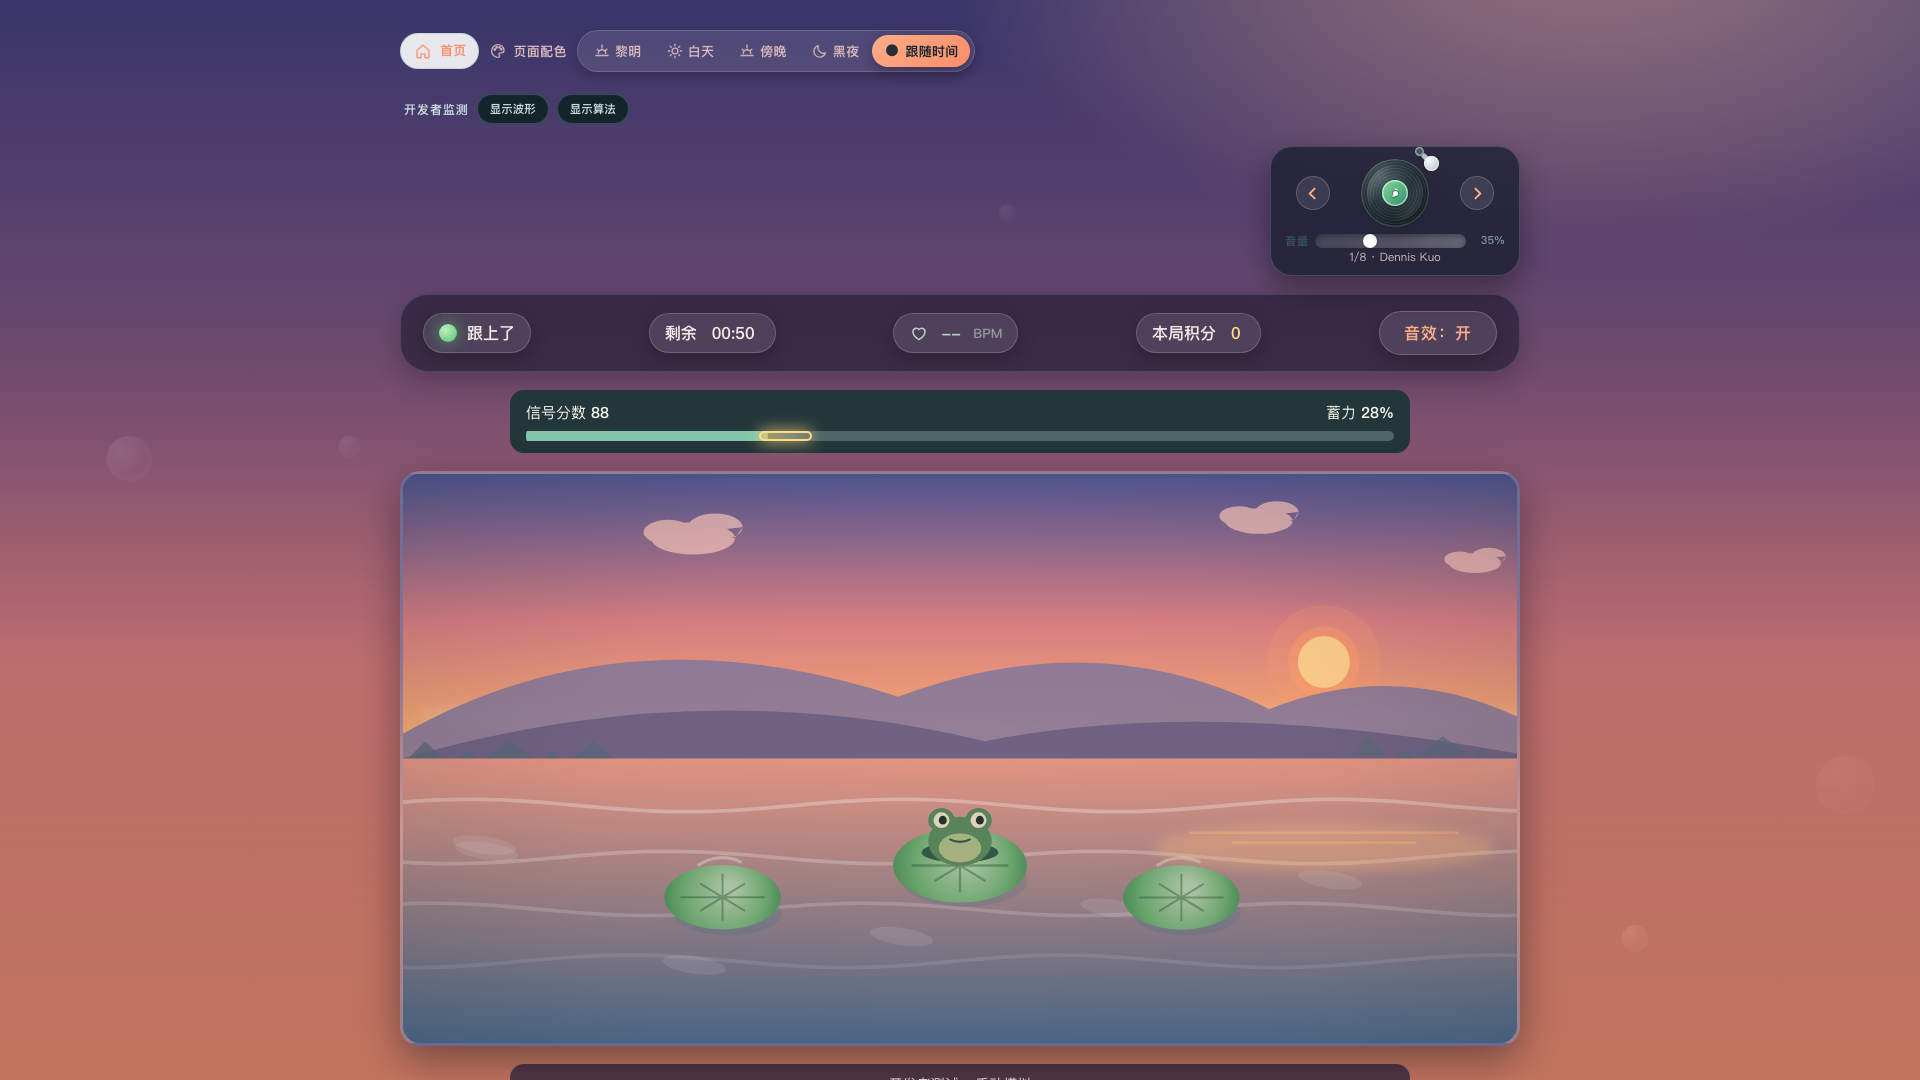 首页 页面配色 黎明 白天 傍晚 黑夜 跟随时间
开发者监测 显示波形 显示算法
音量 35%
1/8 · Dennis Kuo
跟上了 剩余 00:50 -- BPM 本局积分 0 音效：开
信号分数 88 蓄力 28%